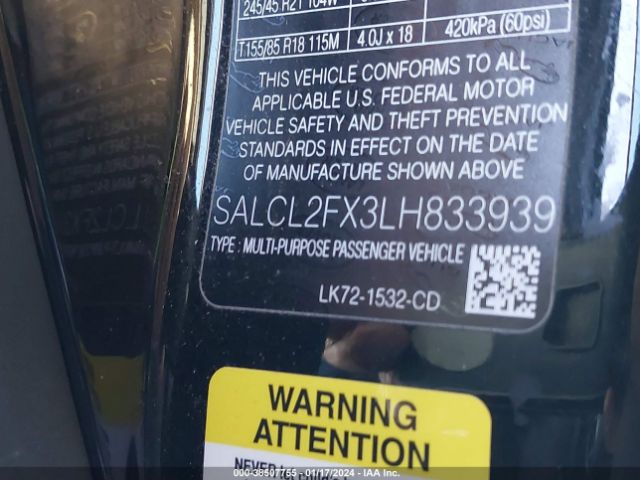 245/45 R21 104W
T155/85 R18 115M 4.0J x 18 420kPa (60psi)
THIS VEHICLE CONFORMS TO ALL
APPLICABLE U.S. FEDERAL MOTOR
VEHICLE SAFETY AND THEFT PREVENTION
STANDARDS IN EFFECT ON THE DATE
OF MANUFACTURE SHOWN ABOVE
SALCL2FX3LH833939
TYPE : MULTI-PURPOSE PASSENGER VEHICLE
LK72-1532-CD
WARNING
ATTENTION
NEVER
00-38507755 - 01/17/2024 - IAA Inc.